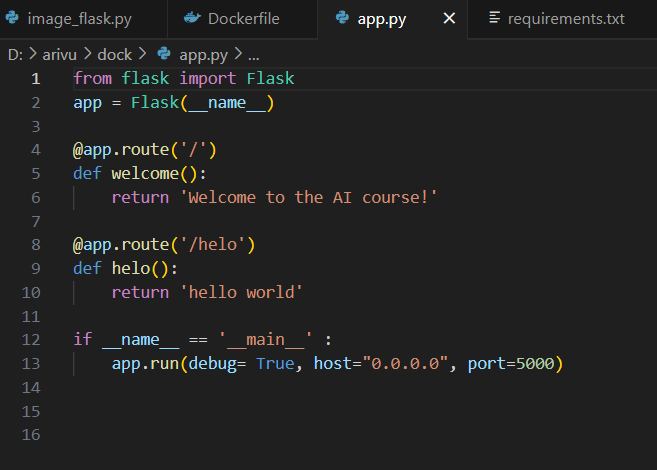 image_flask.py Dockerfile app.py × requirements.txt
D: > arivu > dock > app.py > ...
1 from flask import Flask
2 app = Flask(__name__)
3
4 @app.route('/')
5 def welcome():
6     return 'Welcome to the AI course!'
7
8 @app.route('/helo')
9 def helo():
10     return 'hello world'
11
12 if __name__ == '__main__' :
13     app.run(debug= True, host="0.0.0.0", port=5000)
14
15
16